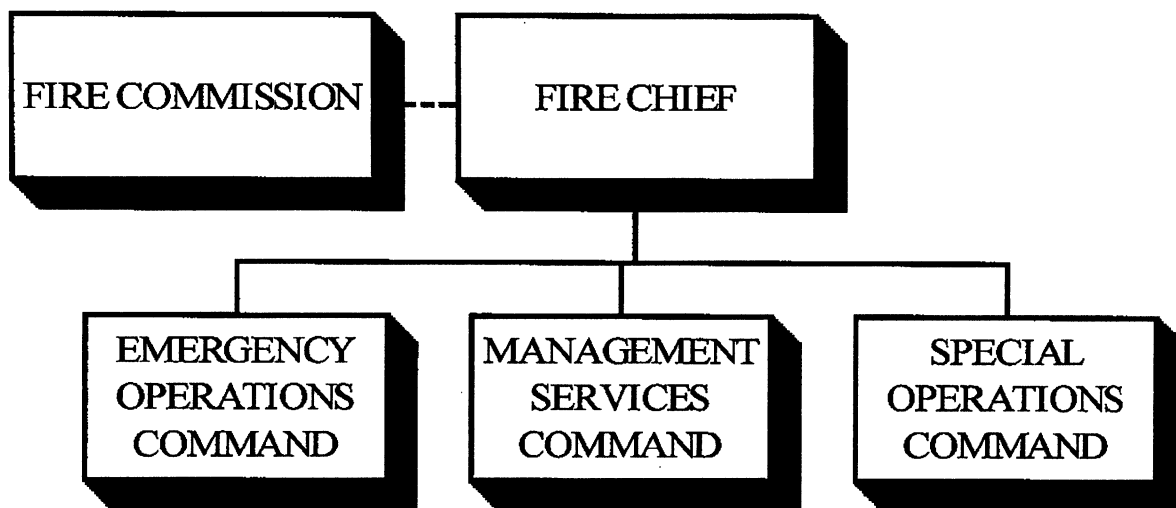 FIRE COMMISSION
FIRE CHIEF
EMERGENCY
OPERATIONS
COMMAND
MANAGEMENT
SERVICES
COMMAND
SPECIAL
OPERATIONS
COMMAND